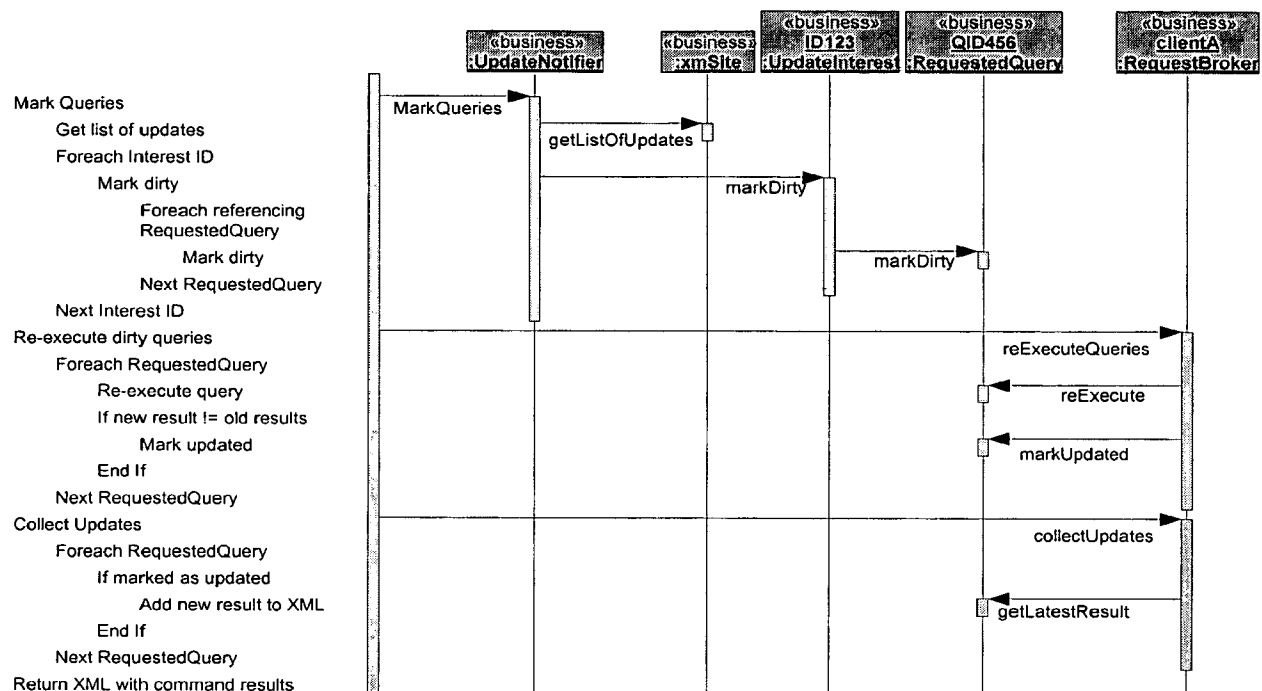 «business»
:UpdateNotifier
«business»
:xmSite
«business»
ID123
:UpdateInterest
«business»
QID456
:RequestedQuery
«business»
clientA
:RequestBroker
Mark Queries
MarkQueries
Get list of updates
getListOfUpdates
Foreach Interest ID
Mark dirty
markDirty
Foreach referencing
RequestedQuery
Mark dirty
markDirty
Next RequestedQuery
Next Interest ID
Re-execute dirty queries
reExecuteQueries
Foreach RequestedQuery
Re-execute query
reExecute
If new result != old results
Mark updated
markUpdated
End If
Next RequestedQuery
Collect Updates
collectUpdates
Foreach RequestedQuery
If marked as updated
Add new result to XML
getLatestResult
End If
Next RequestedQuery
Return XML with command results